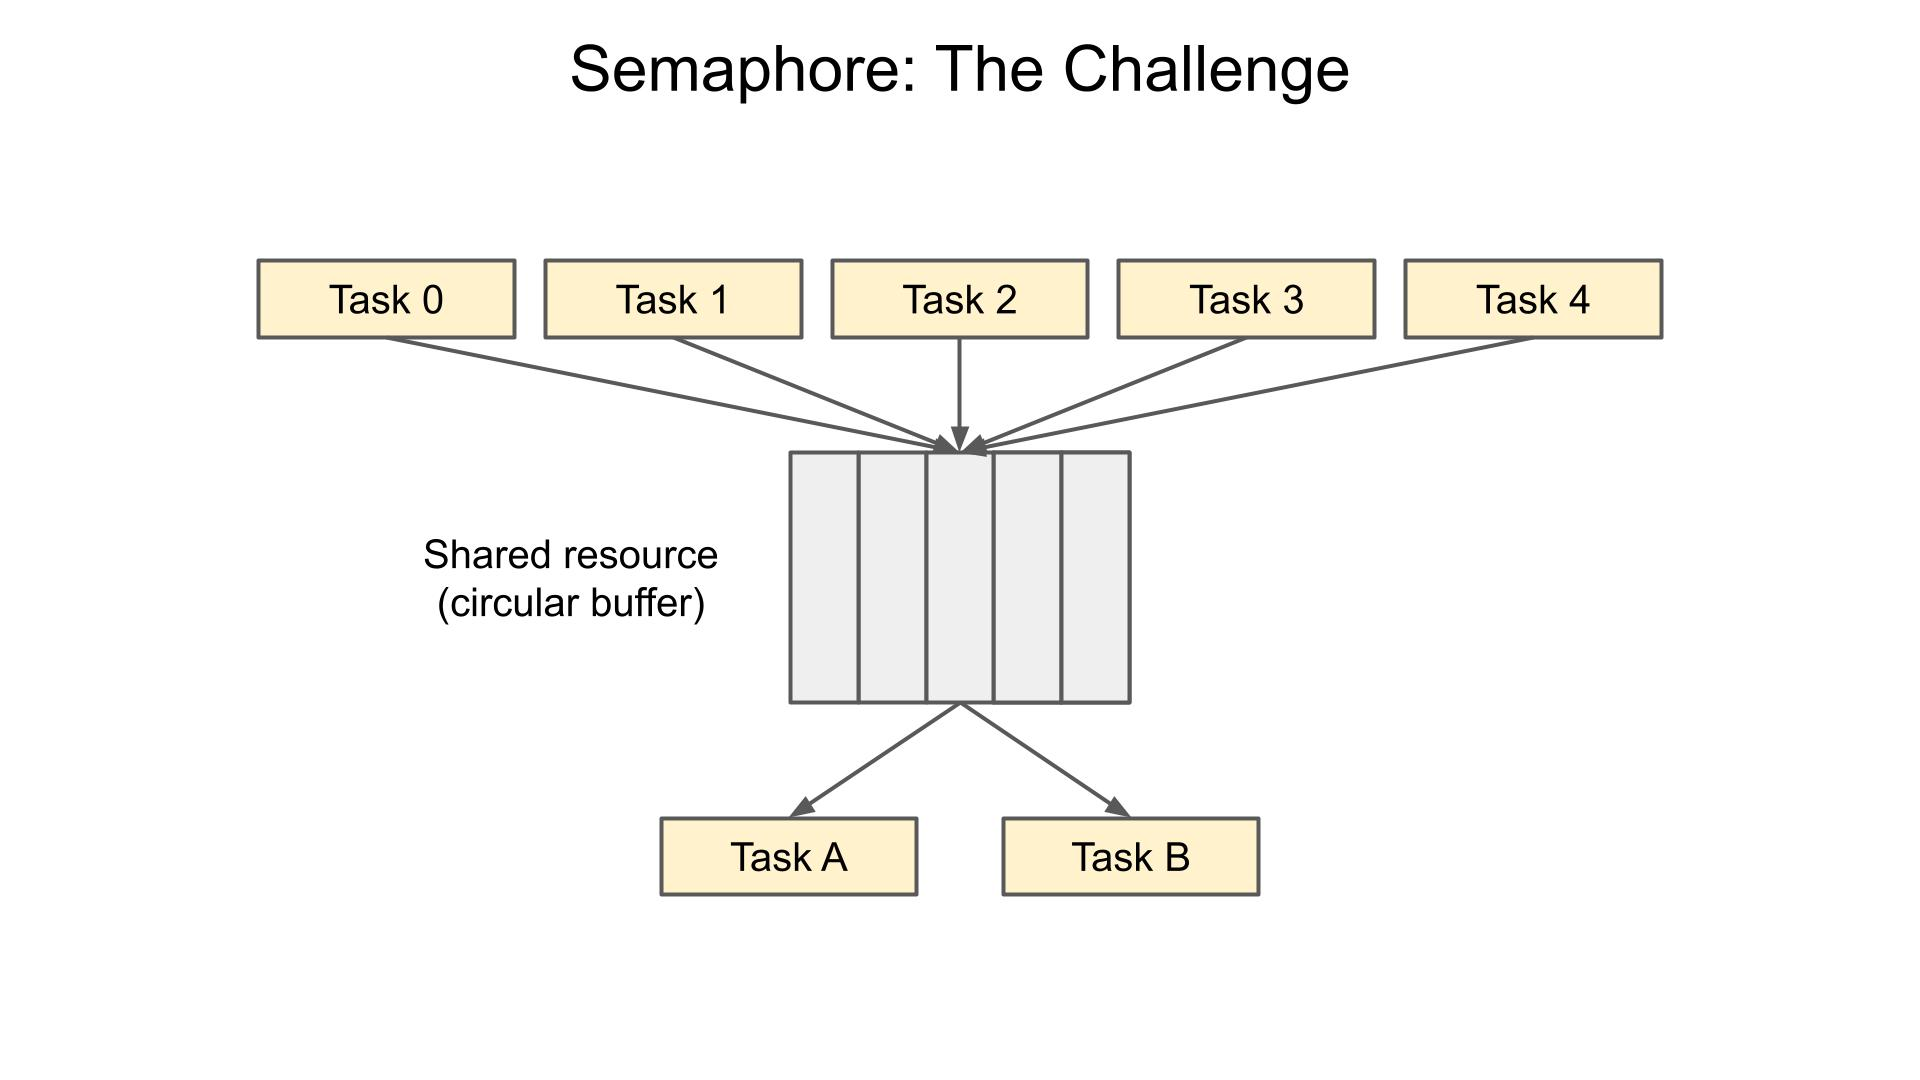 Semaphore: The Challenge
Task 0
Task 1
Task 2
Task 3
Task 4
Shared resource
(circular buffer)
Task A
Task B